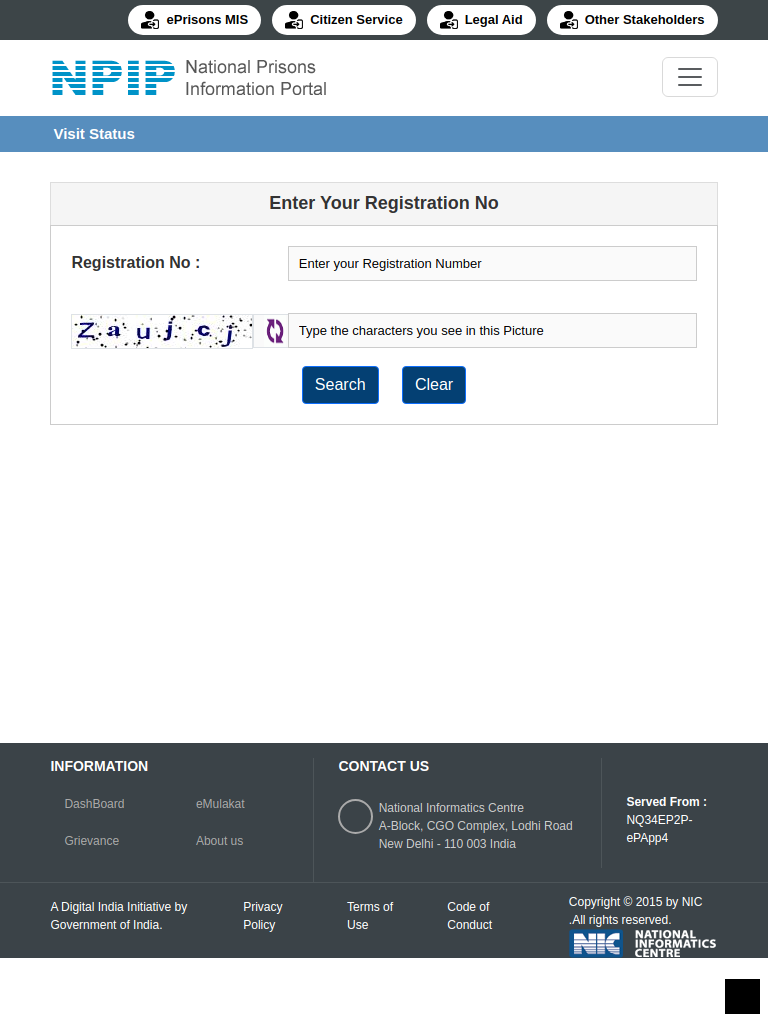 ePrisons MIS
Citizen Service
Legal Aid
Other Stakeholders
NPIP
National Prisons
Information Portal
Visit Status
Enter Your Registration No
Registration No :
Enter your Registration Number
Zaujcj
Type the characters you see in this Picture
Search
Clear
INFORMATION
DashBoard
eMulakat
Grievance
About us
CONTACT US
National Informatics Centre
A-Block, CGO Complex, Lodhi Road
New Delhi - 110 003 India
Served From :
NQ34EP2P-
ePApp4
A Digital India Initiative by
Government of India.
Privacy
Policy
Terms of
Use
Code of
Conduct
Copyright © 2015 by NIC
.All rights reserved.
NIC
NATIONAL
INFORMATICS
CENTRE